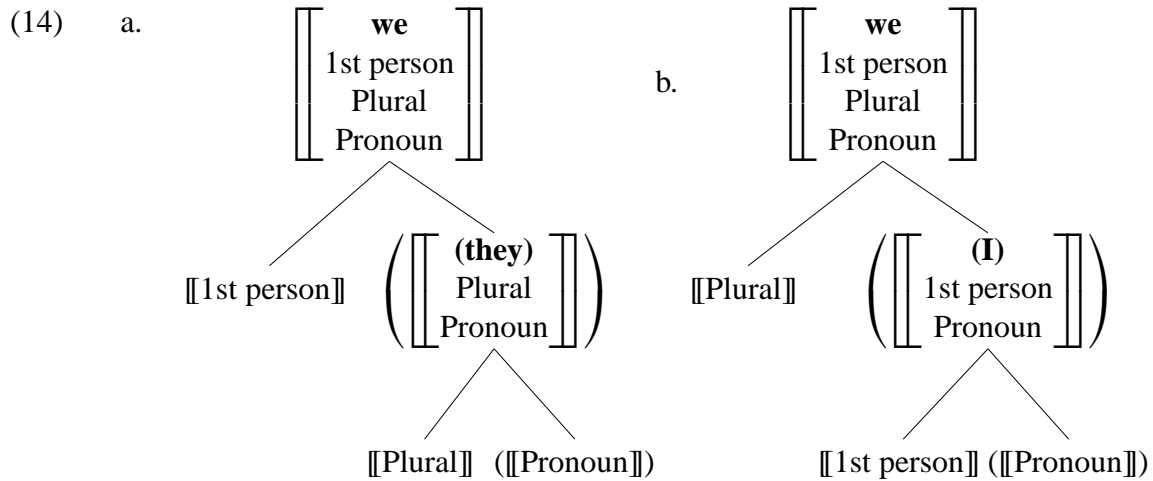 (14) a.
we
1st person
Plural
Pronoun
⟦1st person⟧
(they)
Plural
Pronoun
⟦Plural⟧ (⟦Pronoun⟧)
b.
we
1st person
Plural
Pronoun
⟦Plural⟧
(I)
1st person
Pronoun
⟦1st person⟧ (⟦Pronoun⟧)